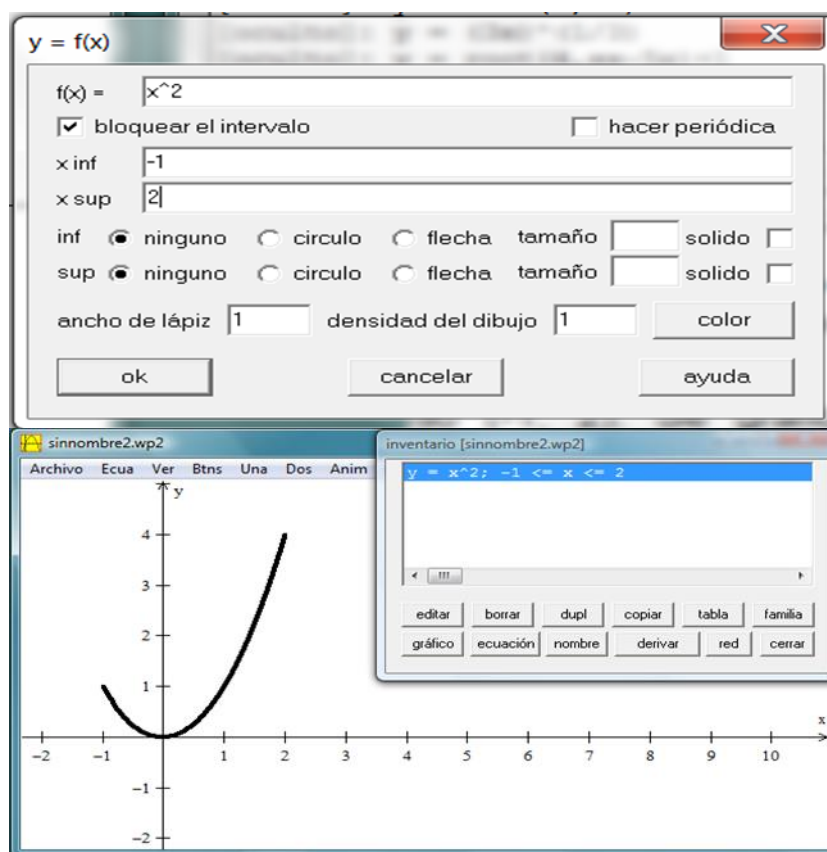 y = f(x)
f(x) = x^2
bloquear el intervalo hacer periódica
x inf -1
x sup 2
inf ninguno circulo flecha tamaño solido
sup ninguno circulo flecha tamaño solido
ancho de lápiz 1 densidad del dibujo 1 color
ok cancelar ayuda
sinnombre2.wp2
Archivo Ecua Ver Btns Una Dos Anim
inventario [sinnombre2.wp2]
y = x^2; -1 <= x <= 2
editar borrar dupl copiar tabla familia
gráfico ecuación nombre derivar red cerrar
y
4
3
2
1
x
-2 -1 1 2 3 4 5 6 7 8 9 10
-1
-2